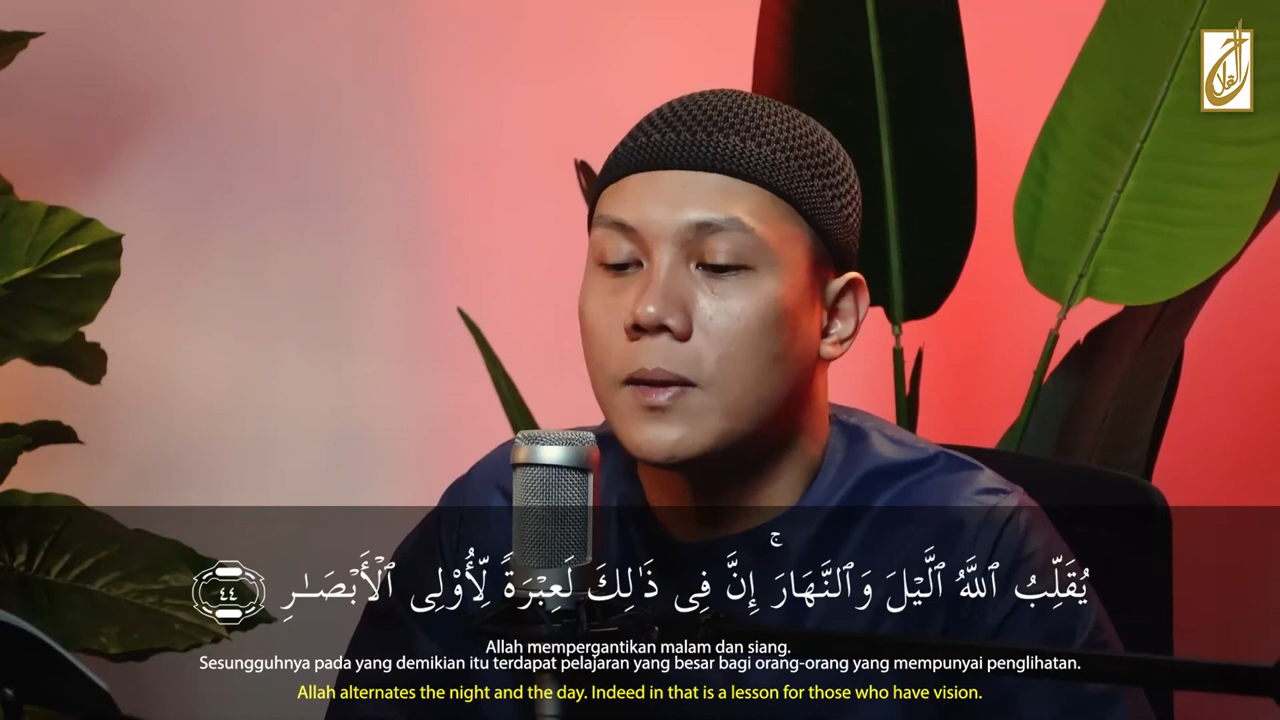 العلا
يُقَلِّبُ ٱللَّهُ ٱلَّيْلَ وَٱلنَّهَارَ ۚ إِنَّ فِى ذَٰلِكَ لَعِبْرَةً لِّأُو۟لِى ٱلْأَبْصَـٰرِ ٤٤
Allah mempergantikan malam dan siang.
Sesungguhnya pada yang demikian itu terdapat pelajaran yang besar bagi orang-orang yang mempunyai penglihatan.
Allah alternates the night and the day. Indeed in that is a lesson for those who have vision.